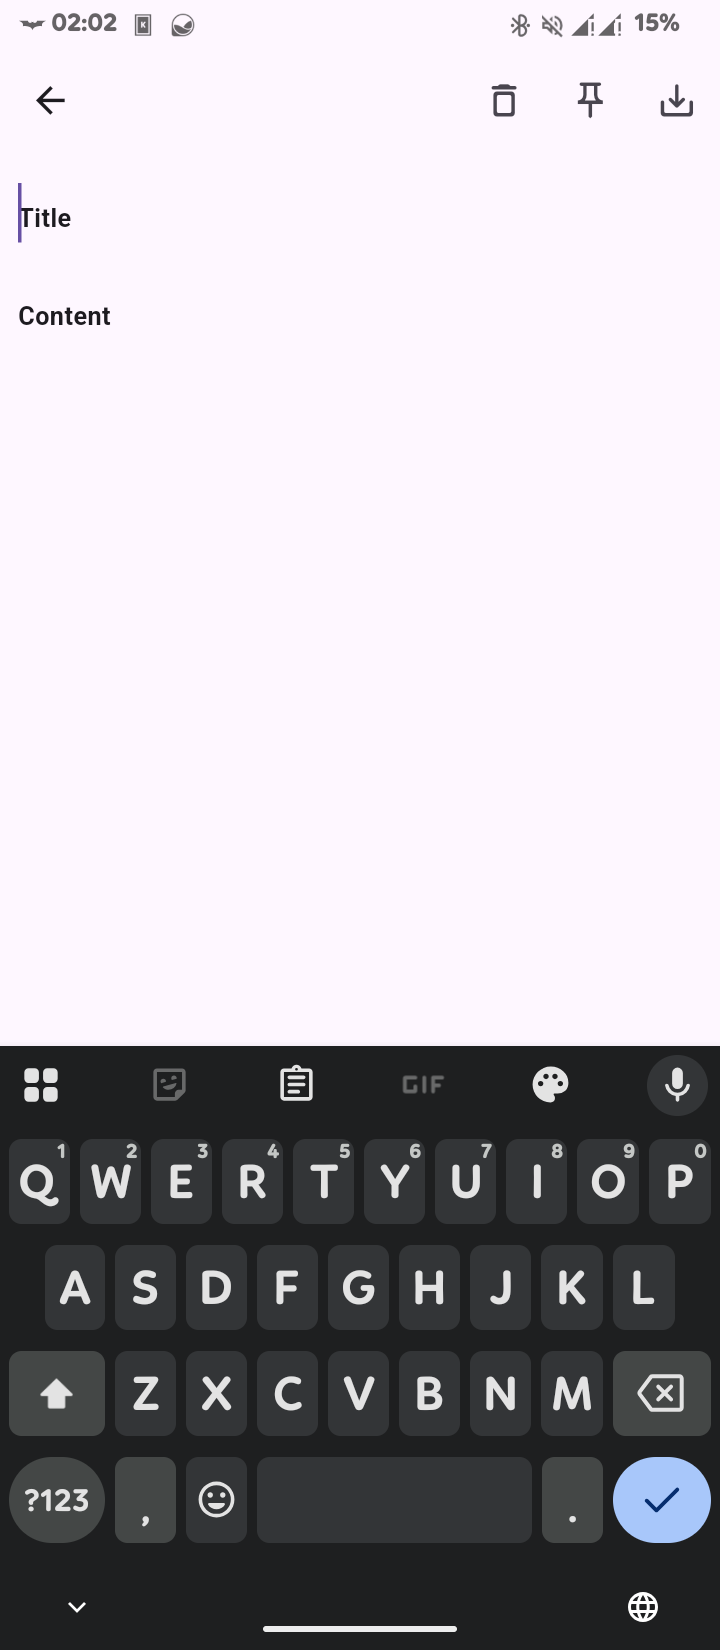 02:02 15%
Title
Content
GIF
1 2 3 4 5 6 7 8 9 0
Q W E R T Y U I O P
A S D F G H J K L
Z X C V B N M
?123 , .